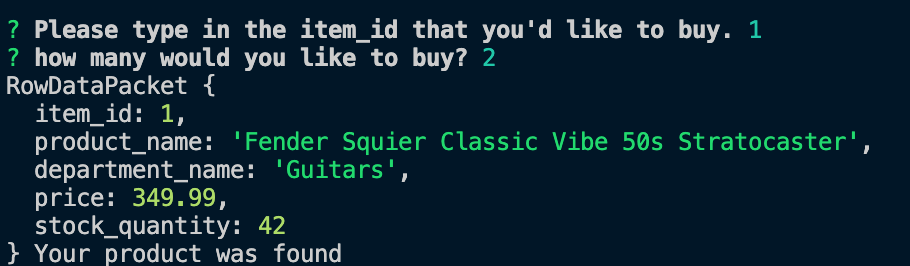 ? Please type in the item_id that you'd like to buy. 1
? how many would you like to buy? 2
RowDataPacket {
  item_id: 1,
  product_name: 'Fender Squier Classic Vibe 50s Stratocaster',
  department_name: 'Guitars',
  price: 349.99,
  stock_quantity: 42
} Your product was found